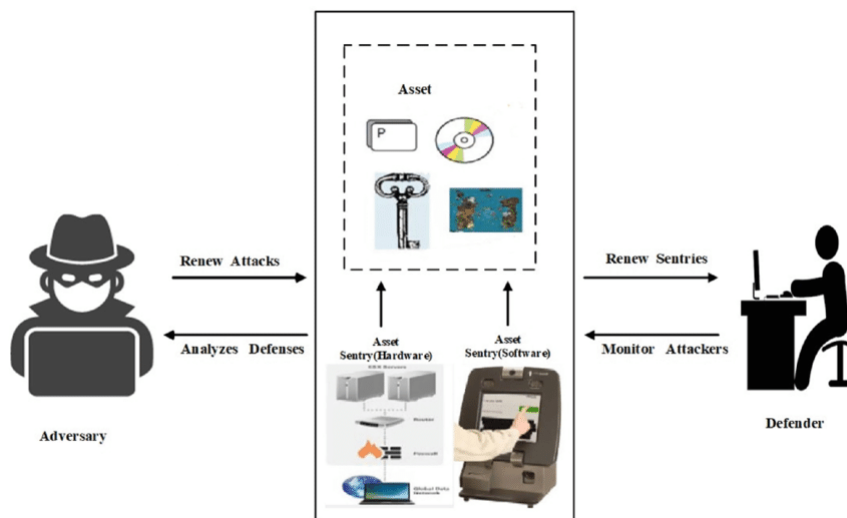 Asset
P
Renew Attacks
Renew Sentries
Analyzes Defenses
Asset
Sentry(Hardware)
Asset
Sentry(Software)
Monitor Attackers
Router
Firewall
Global Data
Network
Adversary
Defender